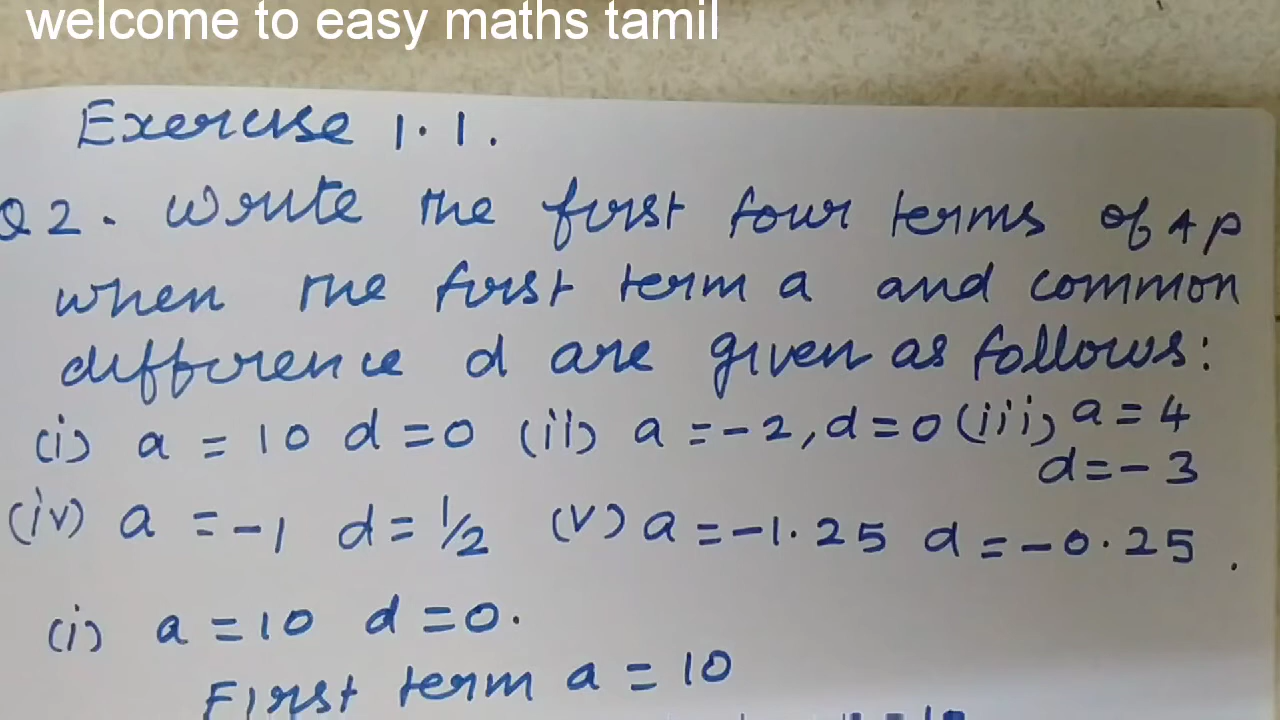 welcome to easy maths tamil
Exercise 1.1.
Q2. Write the first four terms of AP
when the first term a and common
difference d are given as follows:
(i) a = 10 d = 0 (ii) a = -2, d = 0 (iii) a = 4
d = -3
(iv) a = -1 d = 1/2 (v) a = -1.25 d = -0.25.
(i) a = 10 d = 0.
First term a = 10